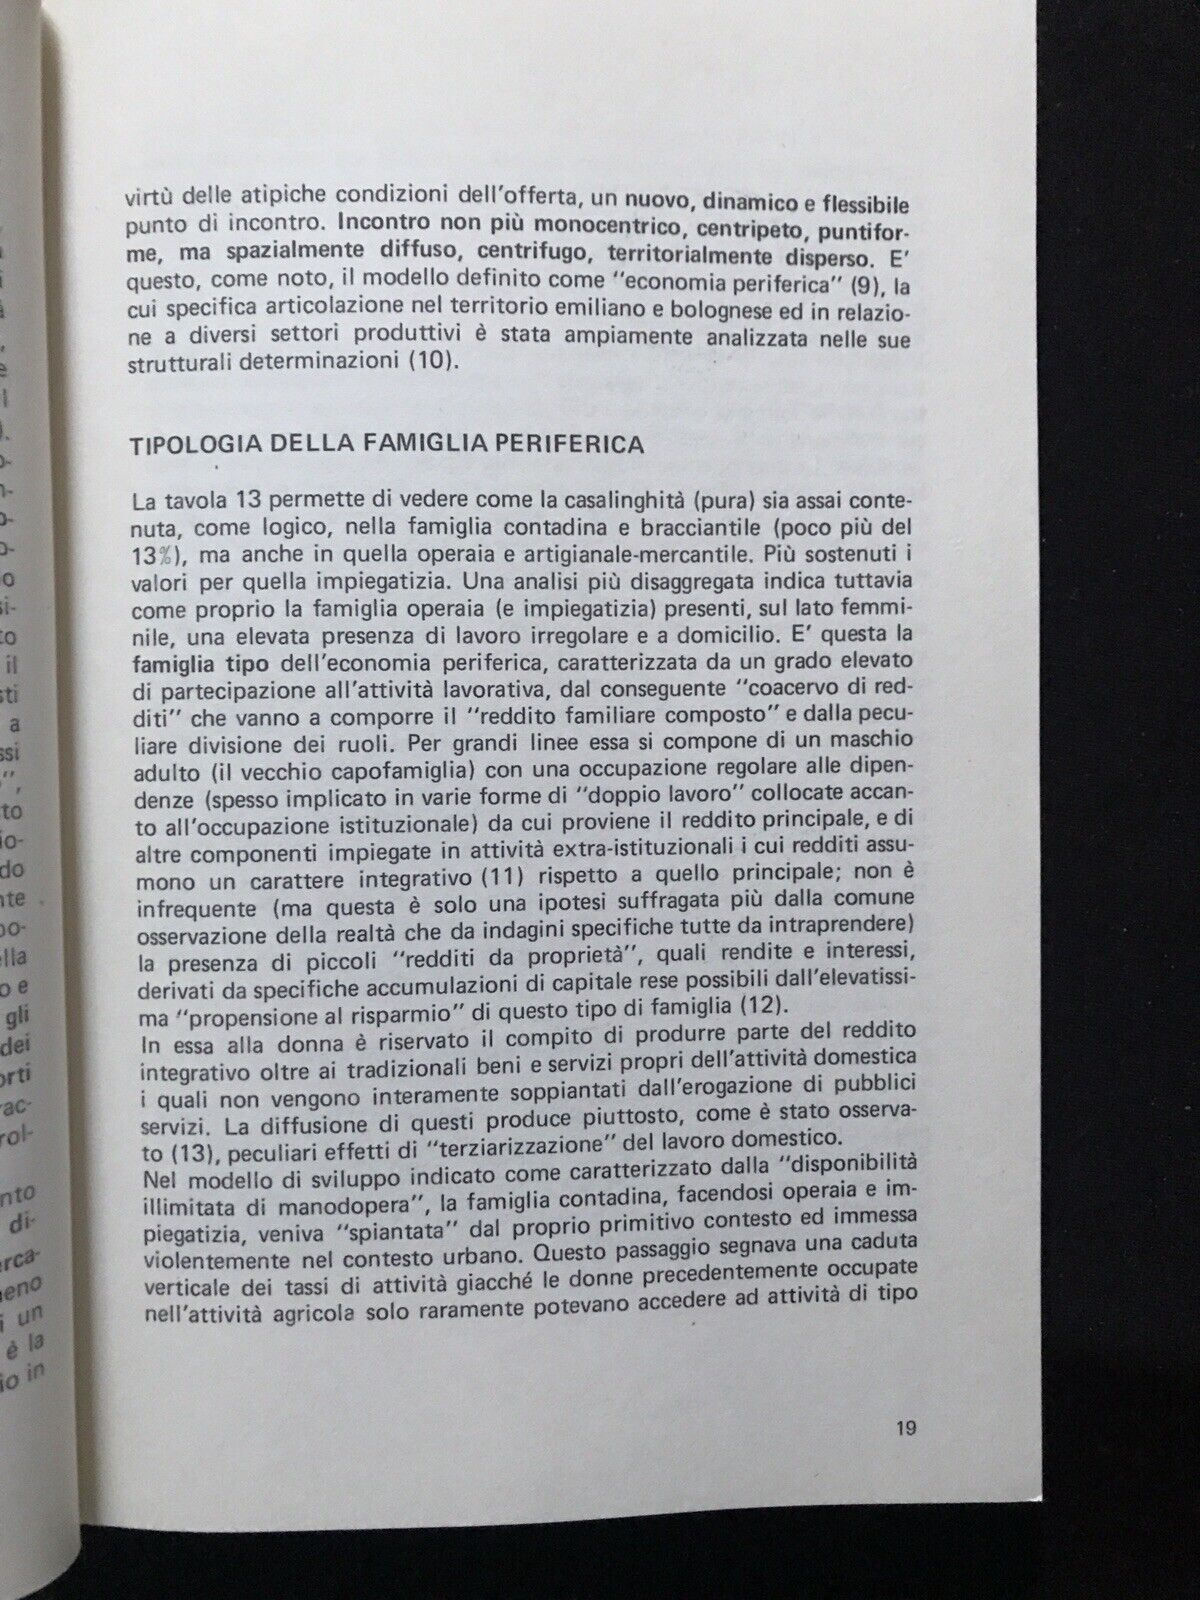 virtù delle atipiche condizioni dell'offerta, un nuovo, dinamico e flessibile
punto di incontro. Incontro non più monocentrico, centripeto, puntifor-
me, ma spazialmente diffuso, centrifugo, territorialmente disperso. E'
questo, come noto, il modello definito come "economia periferica" (9), la
cui specifica articolazione nel territorio emiliano e bolognese ed in relazio-
ne a diversi settori produttivi è stata ampiamente analizzata nelle sue
strutturali determinazioni (10).
TIPOLOGIA DELLA FAMIGLIA PERIFERICA
La tavola 13 permette di vedere come la casalinghità (pura) sia assai conte-
nuta, come logico, nella famiglia contadina e bracciantile (poco più del
13%), ma anche in quella operaia e artigianale-mercantile. Più sostenuti i
valori per quella impiegatizia. Una analisi più disaggregata indica tuttavia
come proprio la famiglia operaia (e impiegatizia) presenti, sul lato femmi-
nile, una elevata presenza di lavoro irregolare e a domicilio. E' questa la
famiglia tipo dell'economia periferica, caratterizzata da un grado elevato
di partecipazione all'attività lavorativa, dal conseguente "coacervo di red-
diti" che vanno a comporre il "reddito familiare composto" e dalla pecu-
liare divisione dei ruoli. Per grandi linee essa si compone di un maschio
adulto (il vecchio capofamiglia) con una occupazione regolare alle dipen-
denze (spesso implicato in varie forme di "doppio lavoro" collocate accan-
to all'occupazione istituzionale) da cui proviene il reddito principale, e di
altre componenti impiegate in attività extra-istituzionali i cui redditi assu-
mono un carattere integrativo (11) rispetto a quello principale; non è
infrequente (ma questa è solo una ipotesi suffragata più dalla comune
osservazione della realtà che da indagini specifiche tutte da intraprendere)
la presenza di piccoli "redditi da proprietà", quali rendite e interessi,
derivati da specifiche accumulazioni di capitale rese possibili dall'elevatissi-
ma "propensione al risparmio" di questo tipo di famiglia (12).
In essa alla donna è riservato il compito di produrre parte del reddito
integrativo oltre ai tradizionali beni e servizi propri dell'attività domestica
i quali non vengono interamente soppiantati dall'erogazione di pubblici
servizi. La diffusione di questi produce piuttosto, come è stato osserva-
to (13), peculiari effetti di "terziarizzazione" del lavoro domestico.
Nel modello di sviluppo indicato come caratterizzato dalla "disponibilità
illimitata di manodopera", la famiglia contadina, facendosi operaia e im-
piegatizia, veniva "spiantata" dal proprio primitivo contesto ed immessa
violentemente nel contesto urbano. Questo passaggio segnava una caduta
verticale dei tassi di attività giacché le donne precedentemente occupate
nell'attività agricola solo raramente potevano accedere ad attività di tipo
19